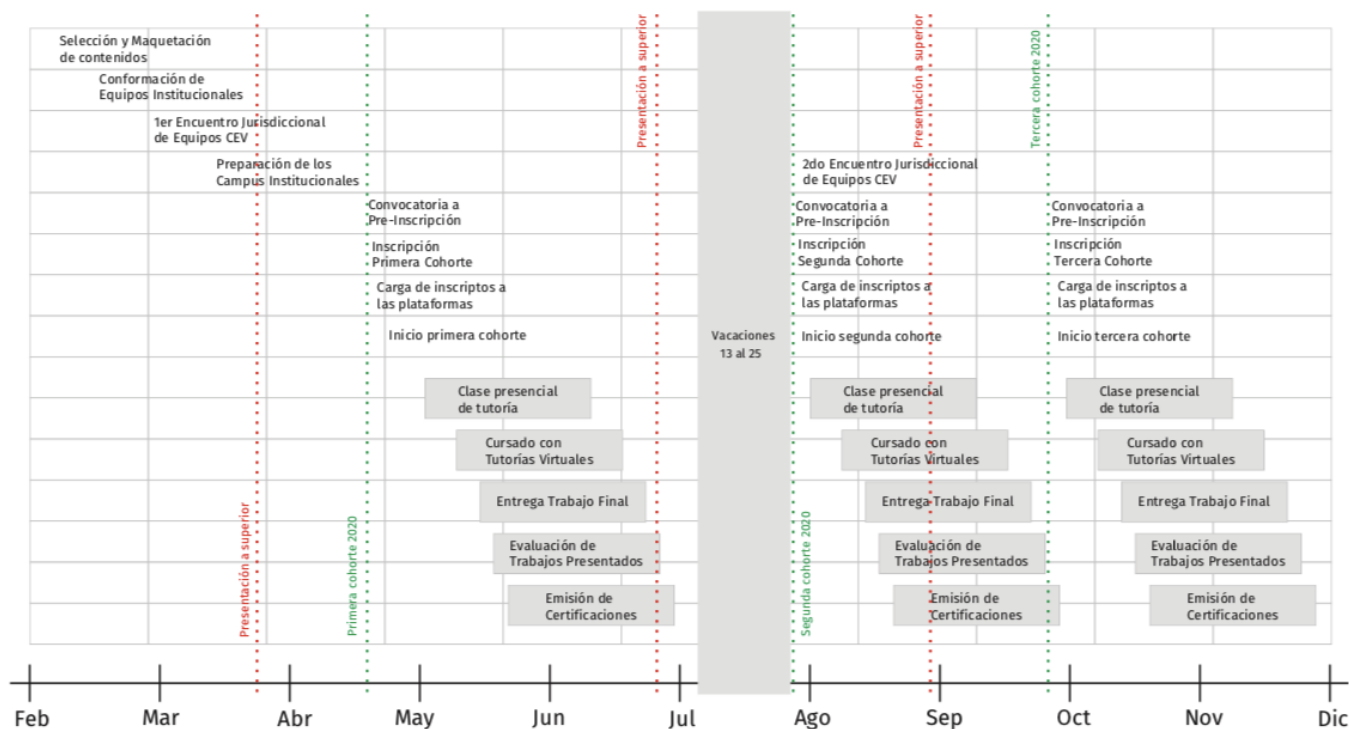 Selección y Maquetación
de contenidos
Conformación de
Equipos Institucionales
1er Encuentro Jurisdiccional
de Equipos CEV
Preparación de los
Campus Institucionales
Convocatoria a
Pre-Inscripción
Inscripción
Primera Cohorte
Carga de inscriptos a
las plataformas
Inicio primera cohorte
Clase presencial
de tutoría
Cursado con
Tutorías Virtuales
Entrega Trabajo Final
Evaluación de
Trabajos Presentados
Emisión de
Certificaciones
Presentación a superior
Primera cohorte 2020
Presentación a superior
Vacaciones
13 al 25
Segunda cohorte 2020
Presentación a superior
Tercera cohorte 2020
2do Encuentro Jurisdiccional
de Equipos CEV
Convocatoria a
Pre-Inscripción
Inscripción
Segunda Cohorte
Carga de inscriptos a
las plataformas
Inicio segunda cohorte
Clase presencial
de tutoría
Cursado con
Tutorías Virtuales
Entrega Trabajo Final
Evaluación de
Trabajos Presentados
Emisión de
Certificaciones
Convocatoria a
Pre-Inscripción
Inscripción
Tercera Cohorte
Carga de inscriptos a
las plataformas
Inicio tercera cohorte
Clase presencial
de tutoría
Cursado con
Tutorías Virtuales
Entrega Trabajo Final
Evaluación de
Trabajos Presentados
Emisión de
Certificaciones
Feb Mar Abr May Jun Jul Ago Sep Oct Nov Dic